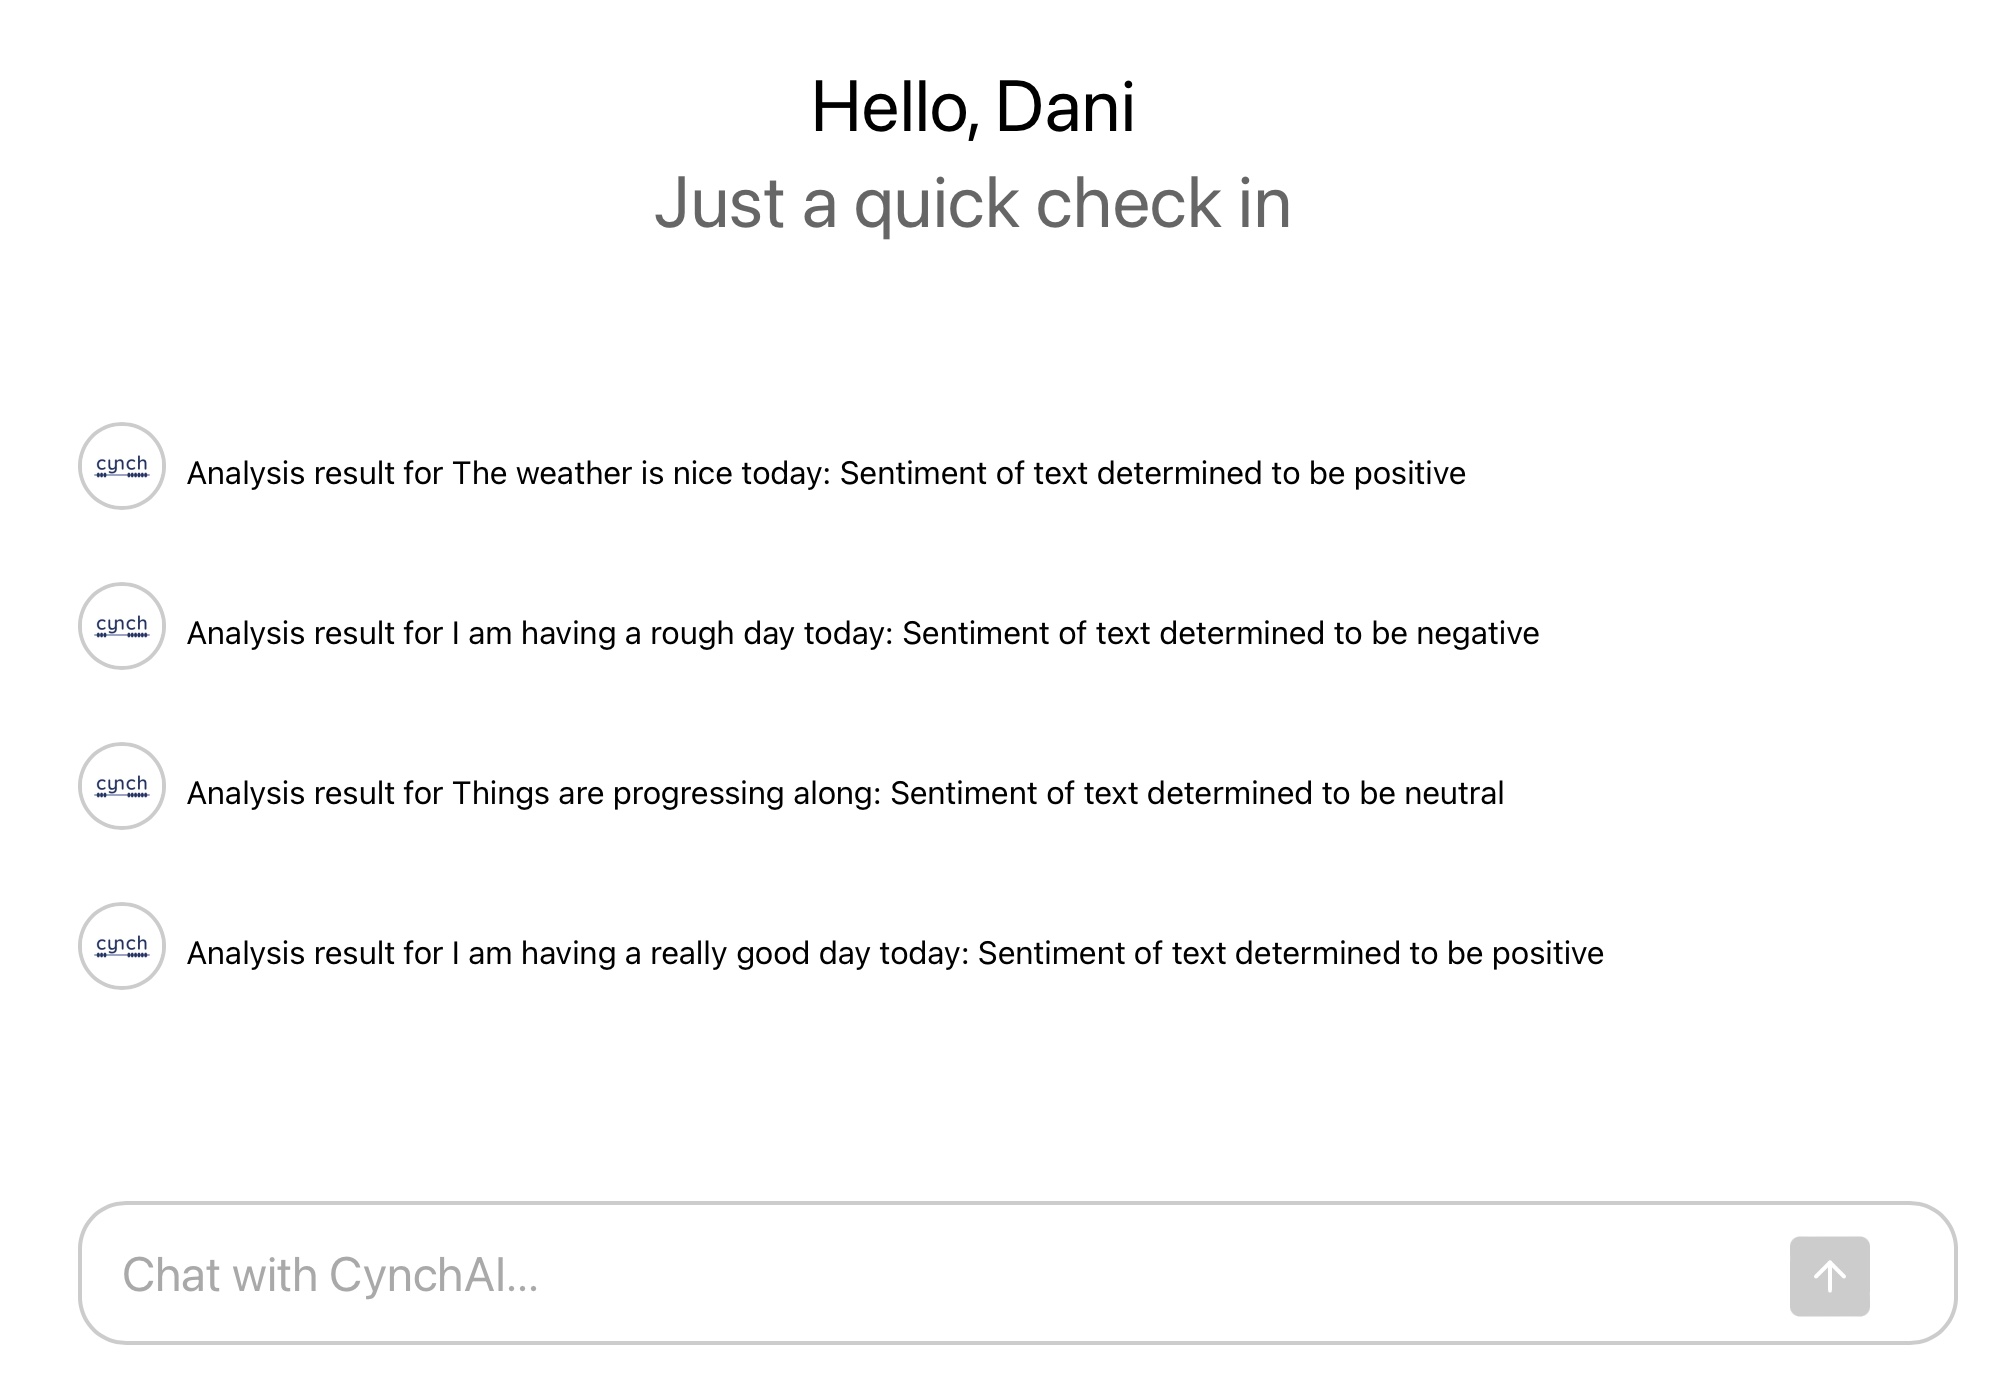 Hello, Dani
Just a quick check in
cynch
Analysis result for The weather is nice today: Sentiment of text determined to be positive
cynch
Analysis result for I am having a rough day today: Sentiment of text determined to be negative
cynch
Analysis result for Things are progressing along: Sentiment of text determined to be neutral
cynch
Analysis result for I am having a really good day today: Sentiment of text determined to be positive
Chat with CynchAI...